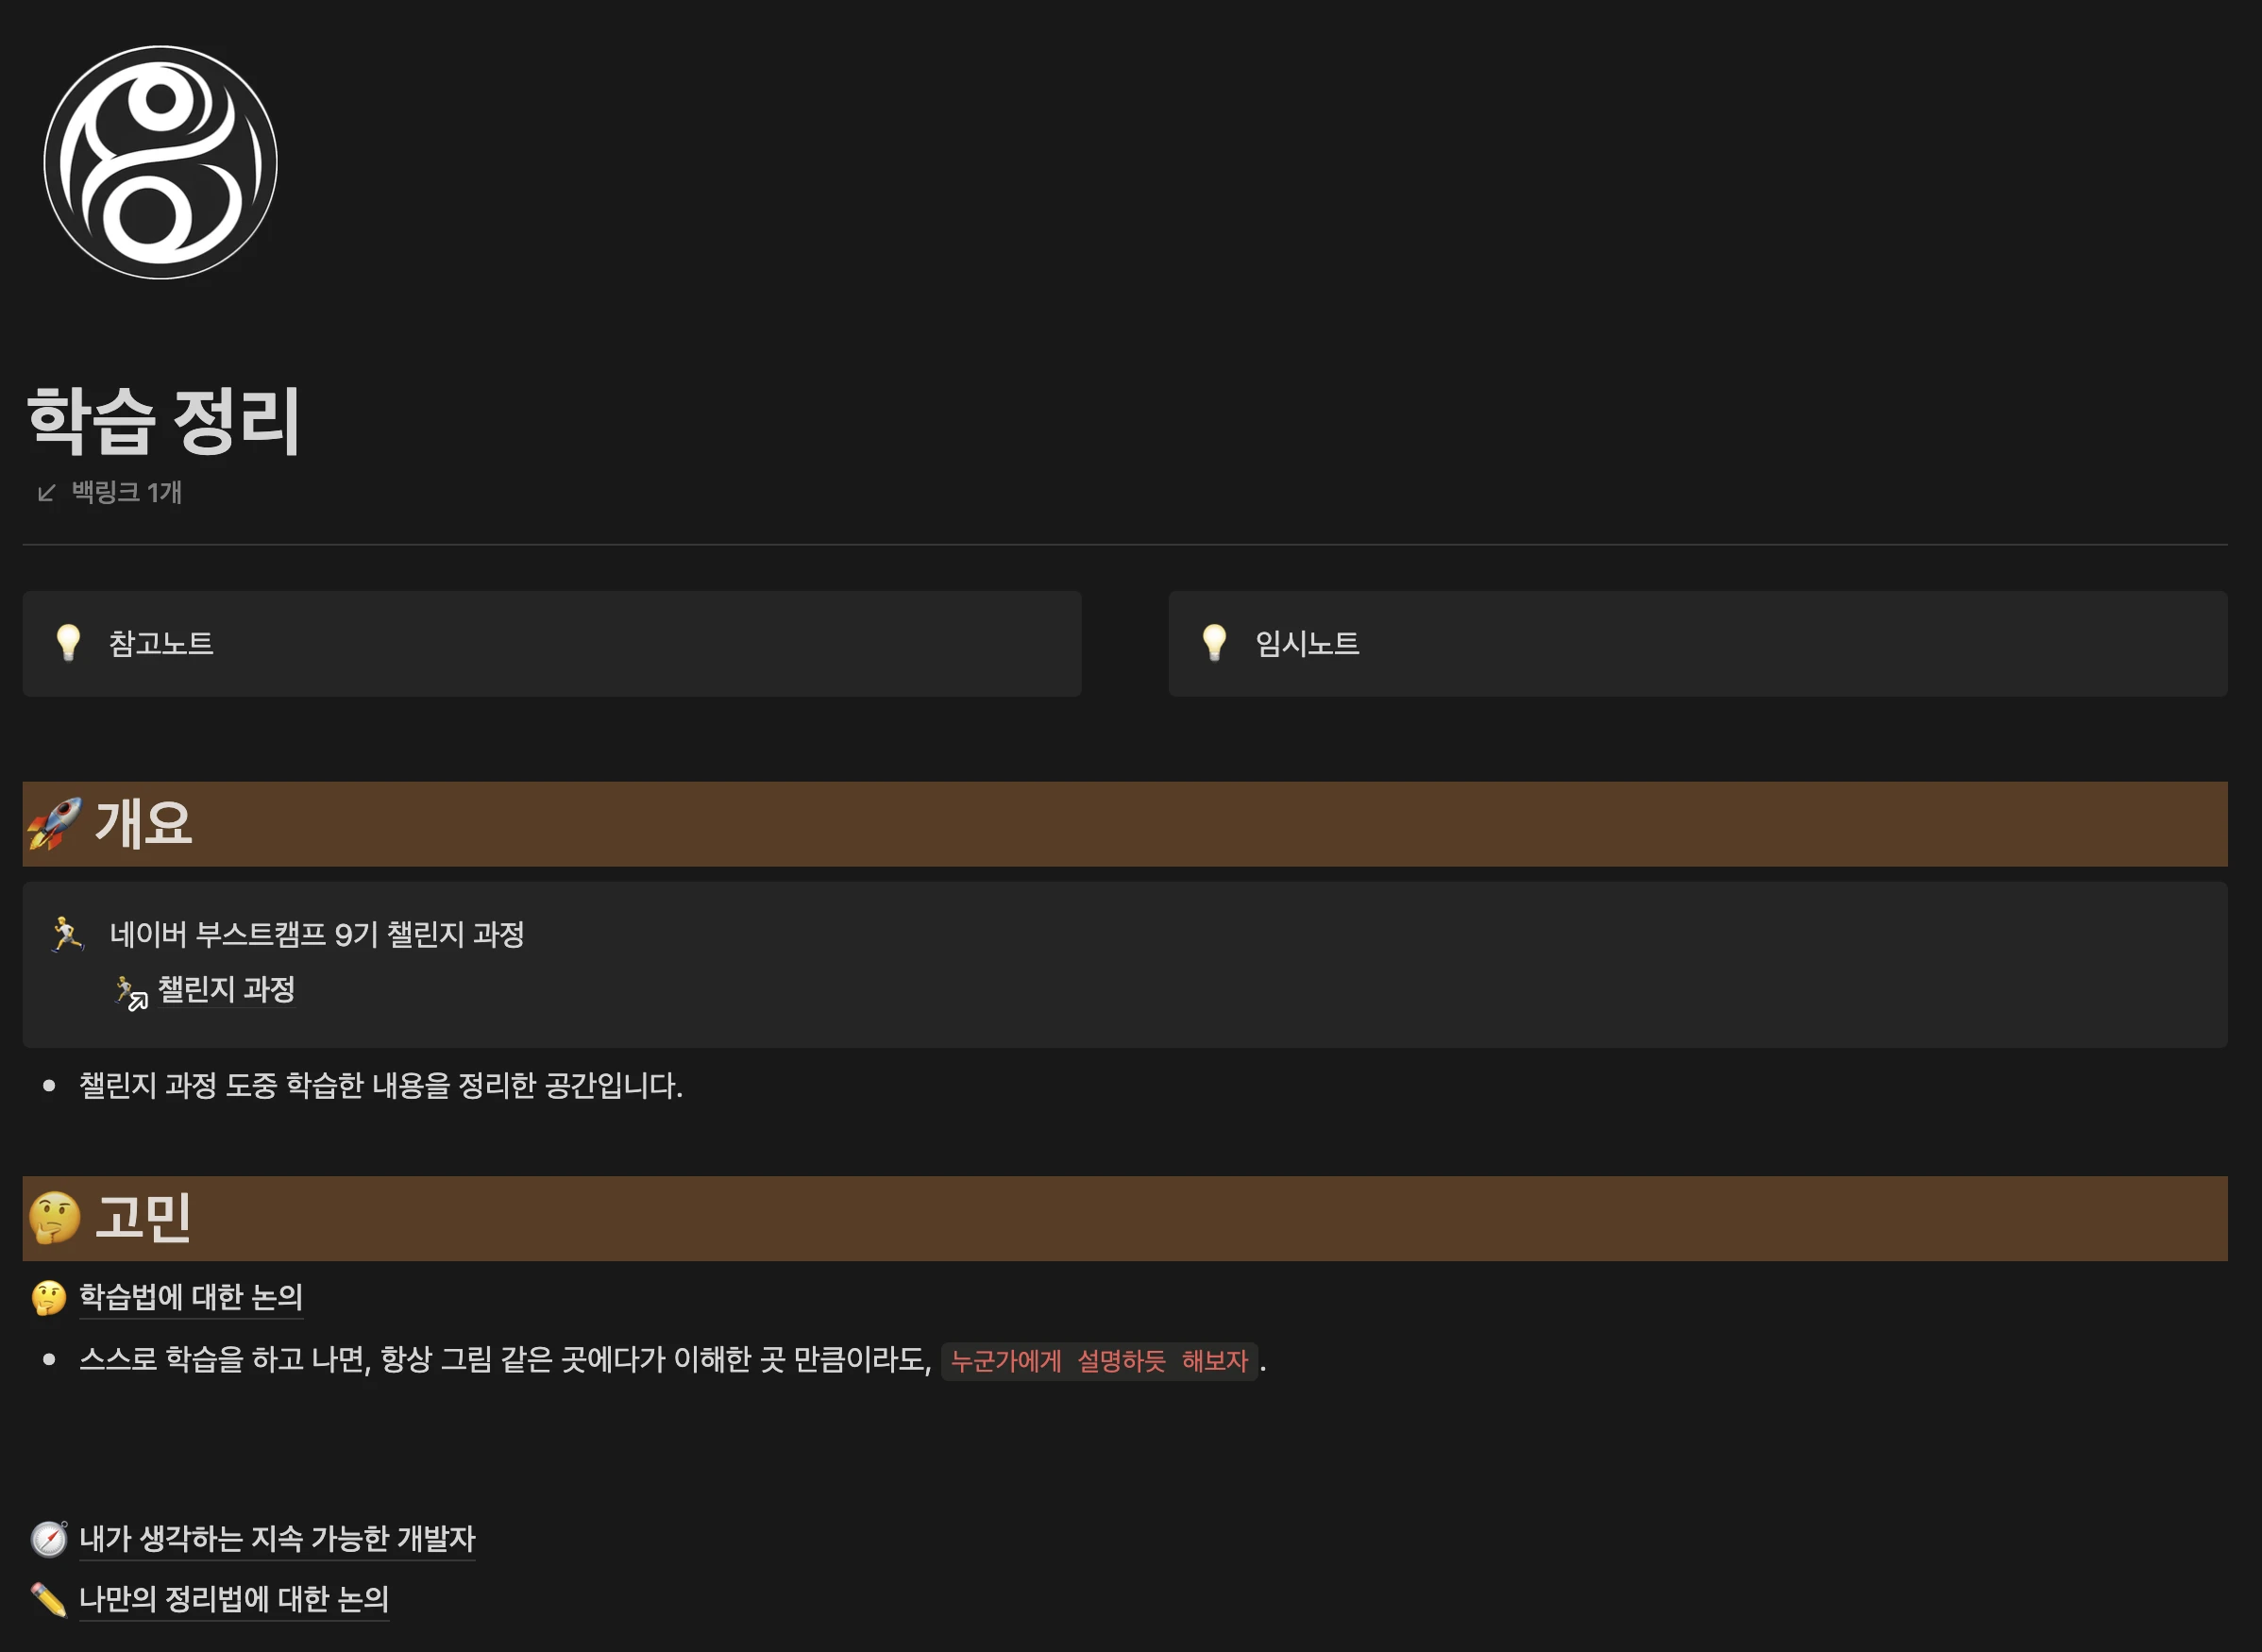 학습 정리
백링크 1개
참고노트
임시노트
🚀 개요
네이버 부스트캠프 9기 챌린지 과정
챌린지 과정
• 챌린지 과정 도중 학습한 내용을 정리한 공간입니다.
🤔 고민
🤔 학습법에 대한 논의
• 스스로 학습을 하고 나면, 항상 그림 같은 곳에다가 이해한 곳 만큼이라도, 누군가에게 설명하듯 해보자.
내가 생각하는 지속 가능한 개발자
나만의 정리법에 대한 논의